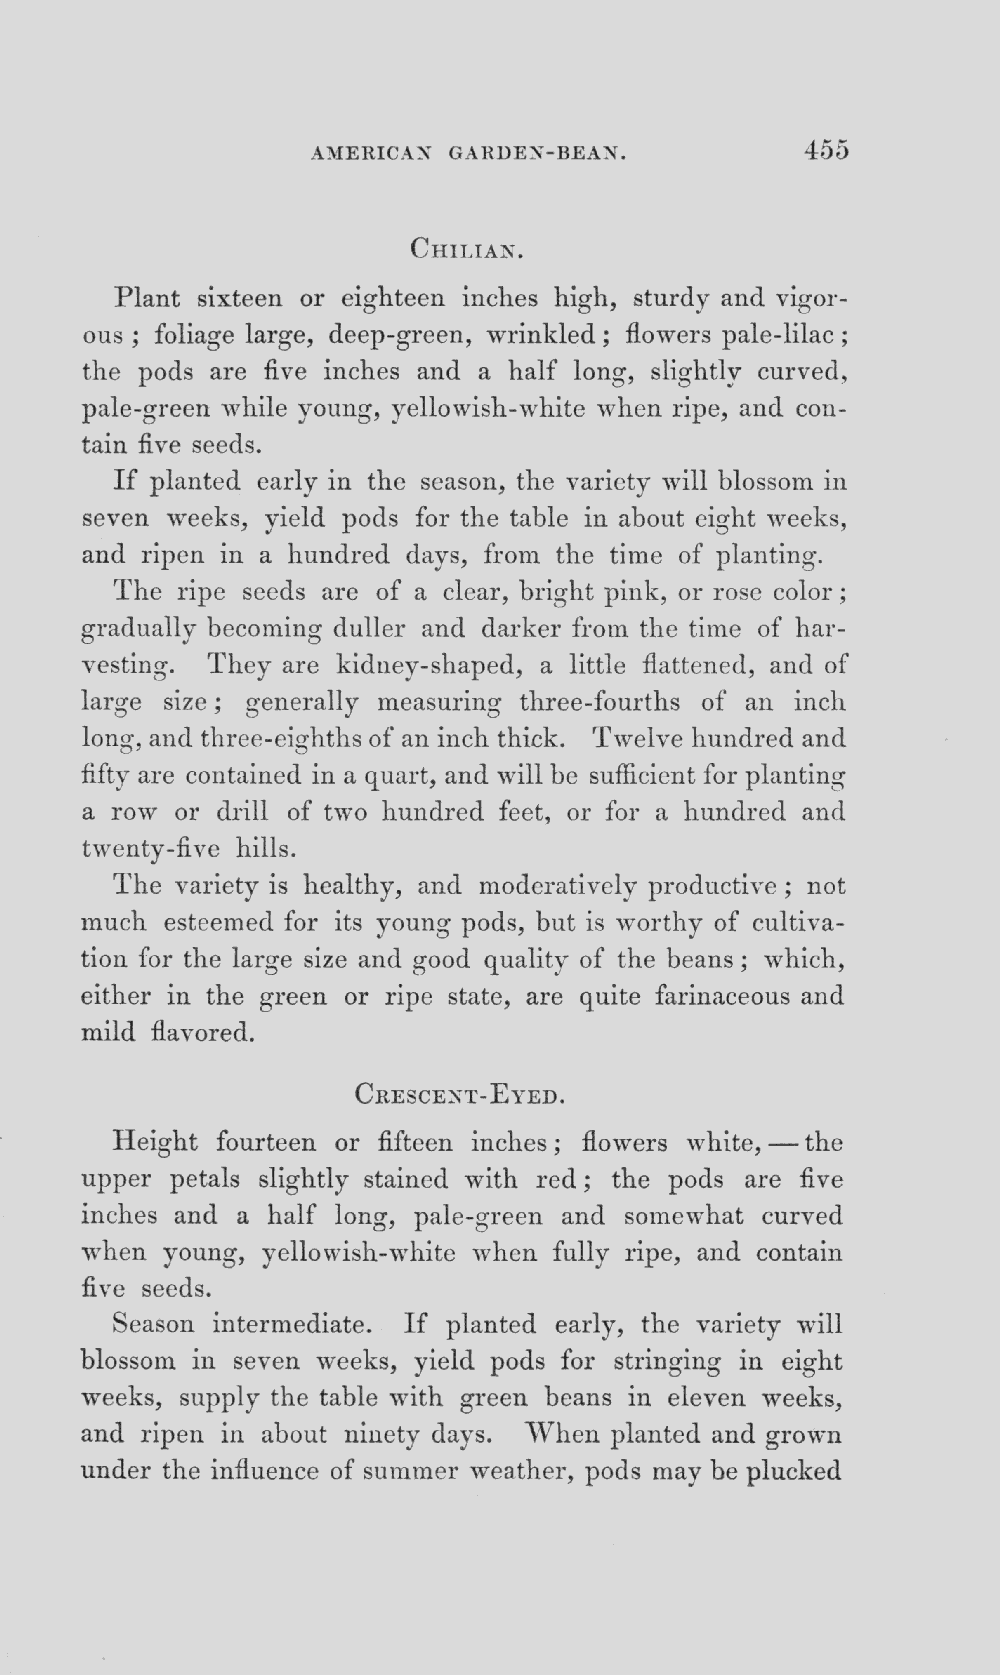 AMERICAN GARDEN-BEAN. 455
CHILIAN.
Plant sixteen or eighteen inches high, sturdy and vigor-
ous ; foliage large, deep-green, wrinkled ; flowers pale-lilac ;
the pods are five inches and a half long, slightly curved,
pale-green while young, yellowish-white when ripe, and con-
tain five seeds.
If planted early in the season, the variety will blossom in
seven weeks, yield pods for the table in about eight weeks,
and ripen in a hundred days, from the time of planting.
The ripe seeds are of a clear, bright pink, or rose color ;
gradually becoming duller and darker from the time of har-
vesting. They are kidney-shaped, a little flattened, and of
large size ; generally measuring three-fourths of an inch
long, and three-eighths of an inch thick. Twelve hundred and
fifty are contained in a quart, and will be sufficient for planting
a row or drill of two hundred feet, or for a hundred and
twenty-five hills.
The variety is healthy, and moderatively productive ; not
much esteemed for its young pods, but is worthy of cultiva-
tion for the large size and good quality of the beans ; which,
either in the green or ripe state, are quite farinaceous and
mild flavored.
CRESCENT-EYED.
Height fourteen or fifteen inches ; flowers white, — the
upper petals slightly stained with red ; the pods are five
inches and a half long, pale-green and somewhat curved
when young, yellowish-white when fully ripe, and contain
five seeds.
Season intermediate. If planted early, the variety will
blossom in seven weeks, yield pods for stringing in eight
weeks, supply the table with green beans in eleven weeks,
and ripen in about ninety days. When planted and grown
under the influence of summer weather, pods may be plucked